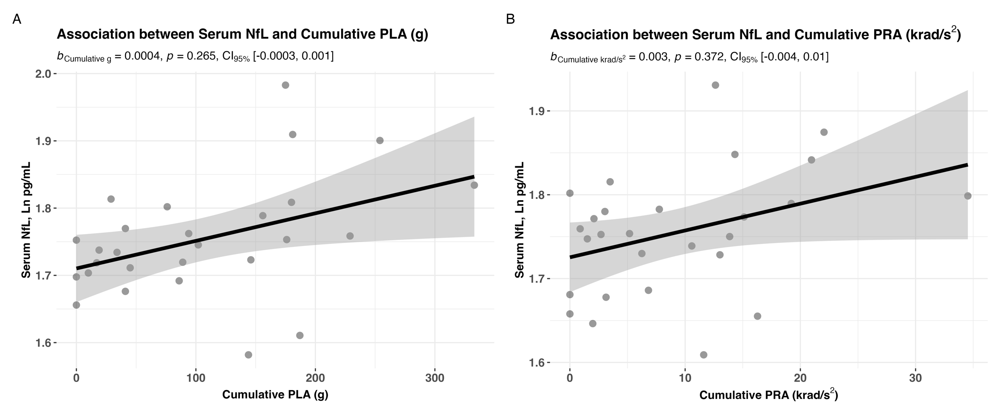 A
Association between Serum NfL and Cumulative PLA (g)
b Cumulative g = 0.0004, p = 0.265, CI95% [-0.0003, 0.001]
2.0
1.9
1.8
1.7
1.6
Serum NfL, Ln pg/mL
0 100 200 300
Cumulative PLA (g)
B
Association between Serum NfL and Cumulative PRA (krad/s²)
b Cumulative krad/s² = 0.003, p = 0.372, CI95% [-0.004, 0.01]
1.9
1.8
1.7
1.6
Serum NfL, Ln pg/mL
0 10 20 30
Cumulative PRA (krad/s²)